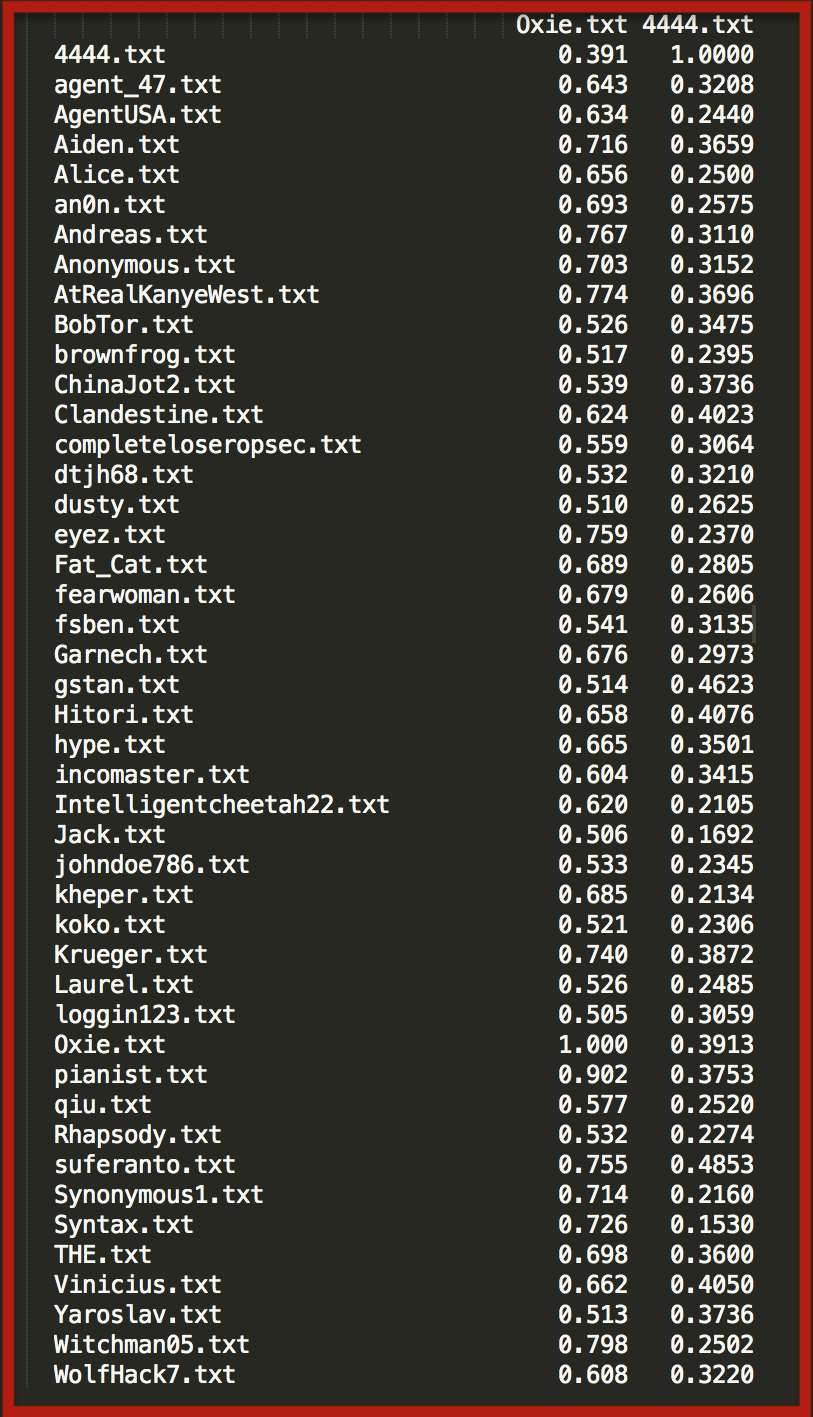 Oxie.txt 4444.txt
4444.txt 0.391 1.0000
agent_47.txt 0.643 0.3208
AgentUSA.txt 0.634 0.2440
Aiden.txt 0.716 0.3659
Alice.txt 0.656 0.2500
an0n.txt 0.693 0.2575
Andreas.txt 0.767 0.3110
Anonymous.txt 0.703 0.3152
AtRealKanyeWest.txt 0.774 0.3696
BobTor.txt 0.526 0.3475
brownfrog.txt 0.517 0.2395
ChinaJot2.txt 0.539 0.3736
Clandestine.txt 0.624 0.4023
completeloseropsec.txt 0.559 0.3064
dtjh68.txt 0.532 0.3210
dusty.txt 0.510 0.2625
eyez.txt 0.759 0.2370
Fat_Cat.txt 0.689 0.2805
fearwoman.txt 0.679 0.2606
fsben.txt 0.541 0.3135
Garnech.txt 0.676 0.2973
gstan.txt 0.514 0.4623
Hitori.txt 0.658 0.4076
hype.txt 0.665 0.3501
incomaster.txt 0.604 0.3415
Intelligentcheetah22.txt 0.620 0.2105
Jack.txt 0.506 0.1692
johndoe786.txt 0.533 0.2345
kheper.txt 0.685 0.2134
koko.txt 0.521 0.2306
Krueger.txt 0.740 0.3872
Laurel.txt 0.526 0.2485
loggin123.txt 0.505 0.3059
Oxie.txt 1.000 0.3913
pianist.txt 0.902 0.3753
qiu.txt 0.577 0.2520
Rhapsody.txt 0.532 0.2274
suferanto.txt 0.755 0.4853
Synonymous1.txt 0.714 0.2160
Syntax.txt 0.726 0.1530
THE.txt 0.698 0.3600
Vinicius.txt 0.662 0.4050
Yaroslav.txt 0.513 0.3736
Witchman05.txt 0.798 0.2502
WolfHack7.txt 0.608 0.3220